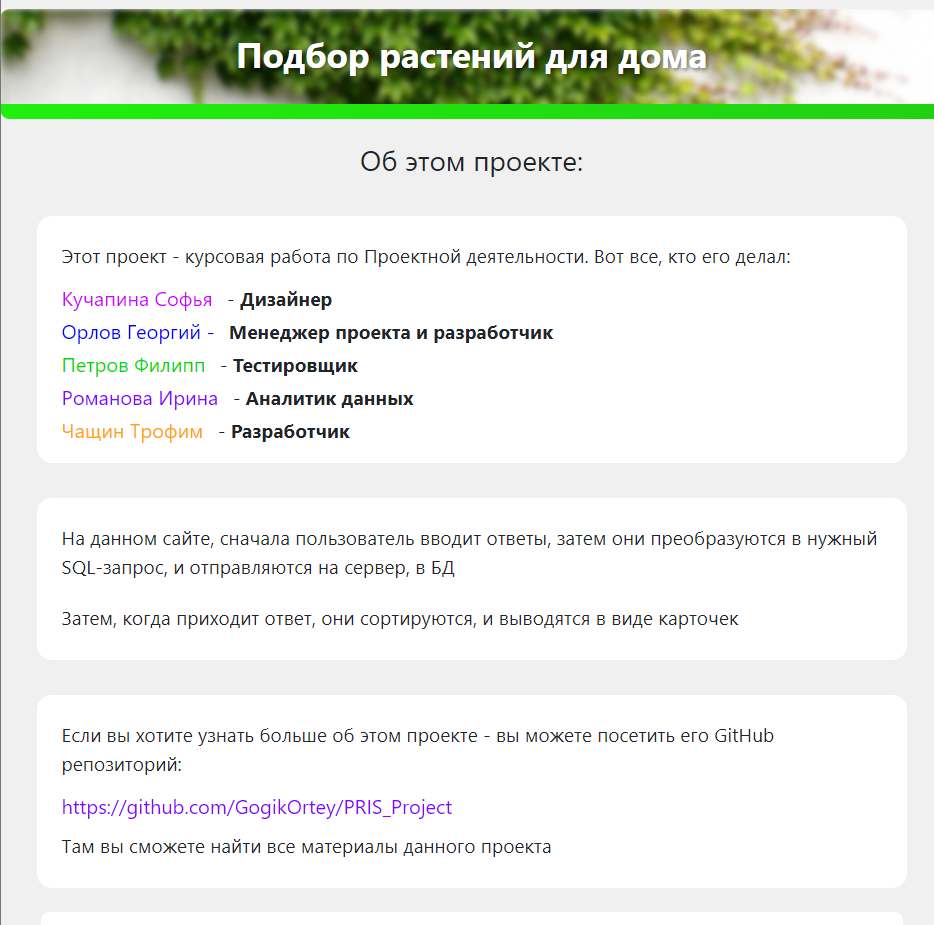 Подбор растений для дома
Об этом проекте:
Этот проект - курсовая работа по Проектной деятельности. Вот все, кто его делал:
Кучапина Софья - Дизайнер
Орлов Георгий - Менеджер проекта и разработчик
Петров Филипп - Тестировщик
Романова Ирина - Аналитик данных
Чащин Трофим - Разработчик
На данном сайте, сначала пользователь вводит ответы, затем они преобразуются в нужный
SQL-запрос, и отправляются на сервер, в БД
Затем, когда приходит ответ, они сортируются, и выводятся в виде карточек
Если вы хотите узнать больше об этом проекте - вы можете посетить его GitHub
репозиторий:
https://github.com/GogikOrtey/PRIS_Project
Там вы сможете найти все материалы данного проекта